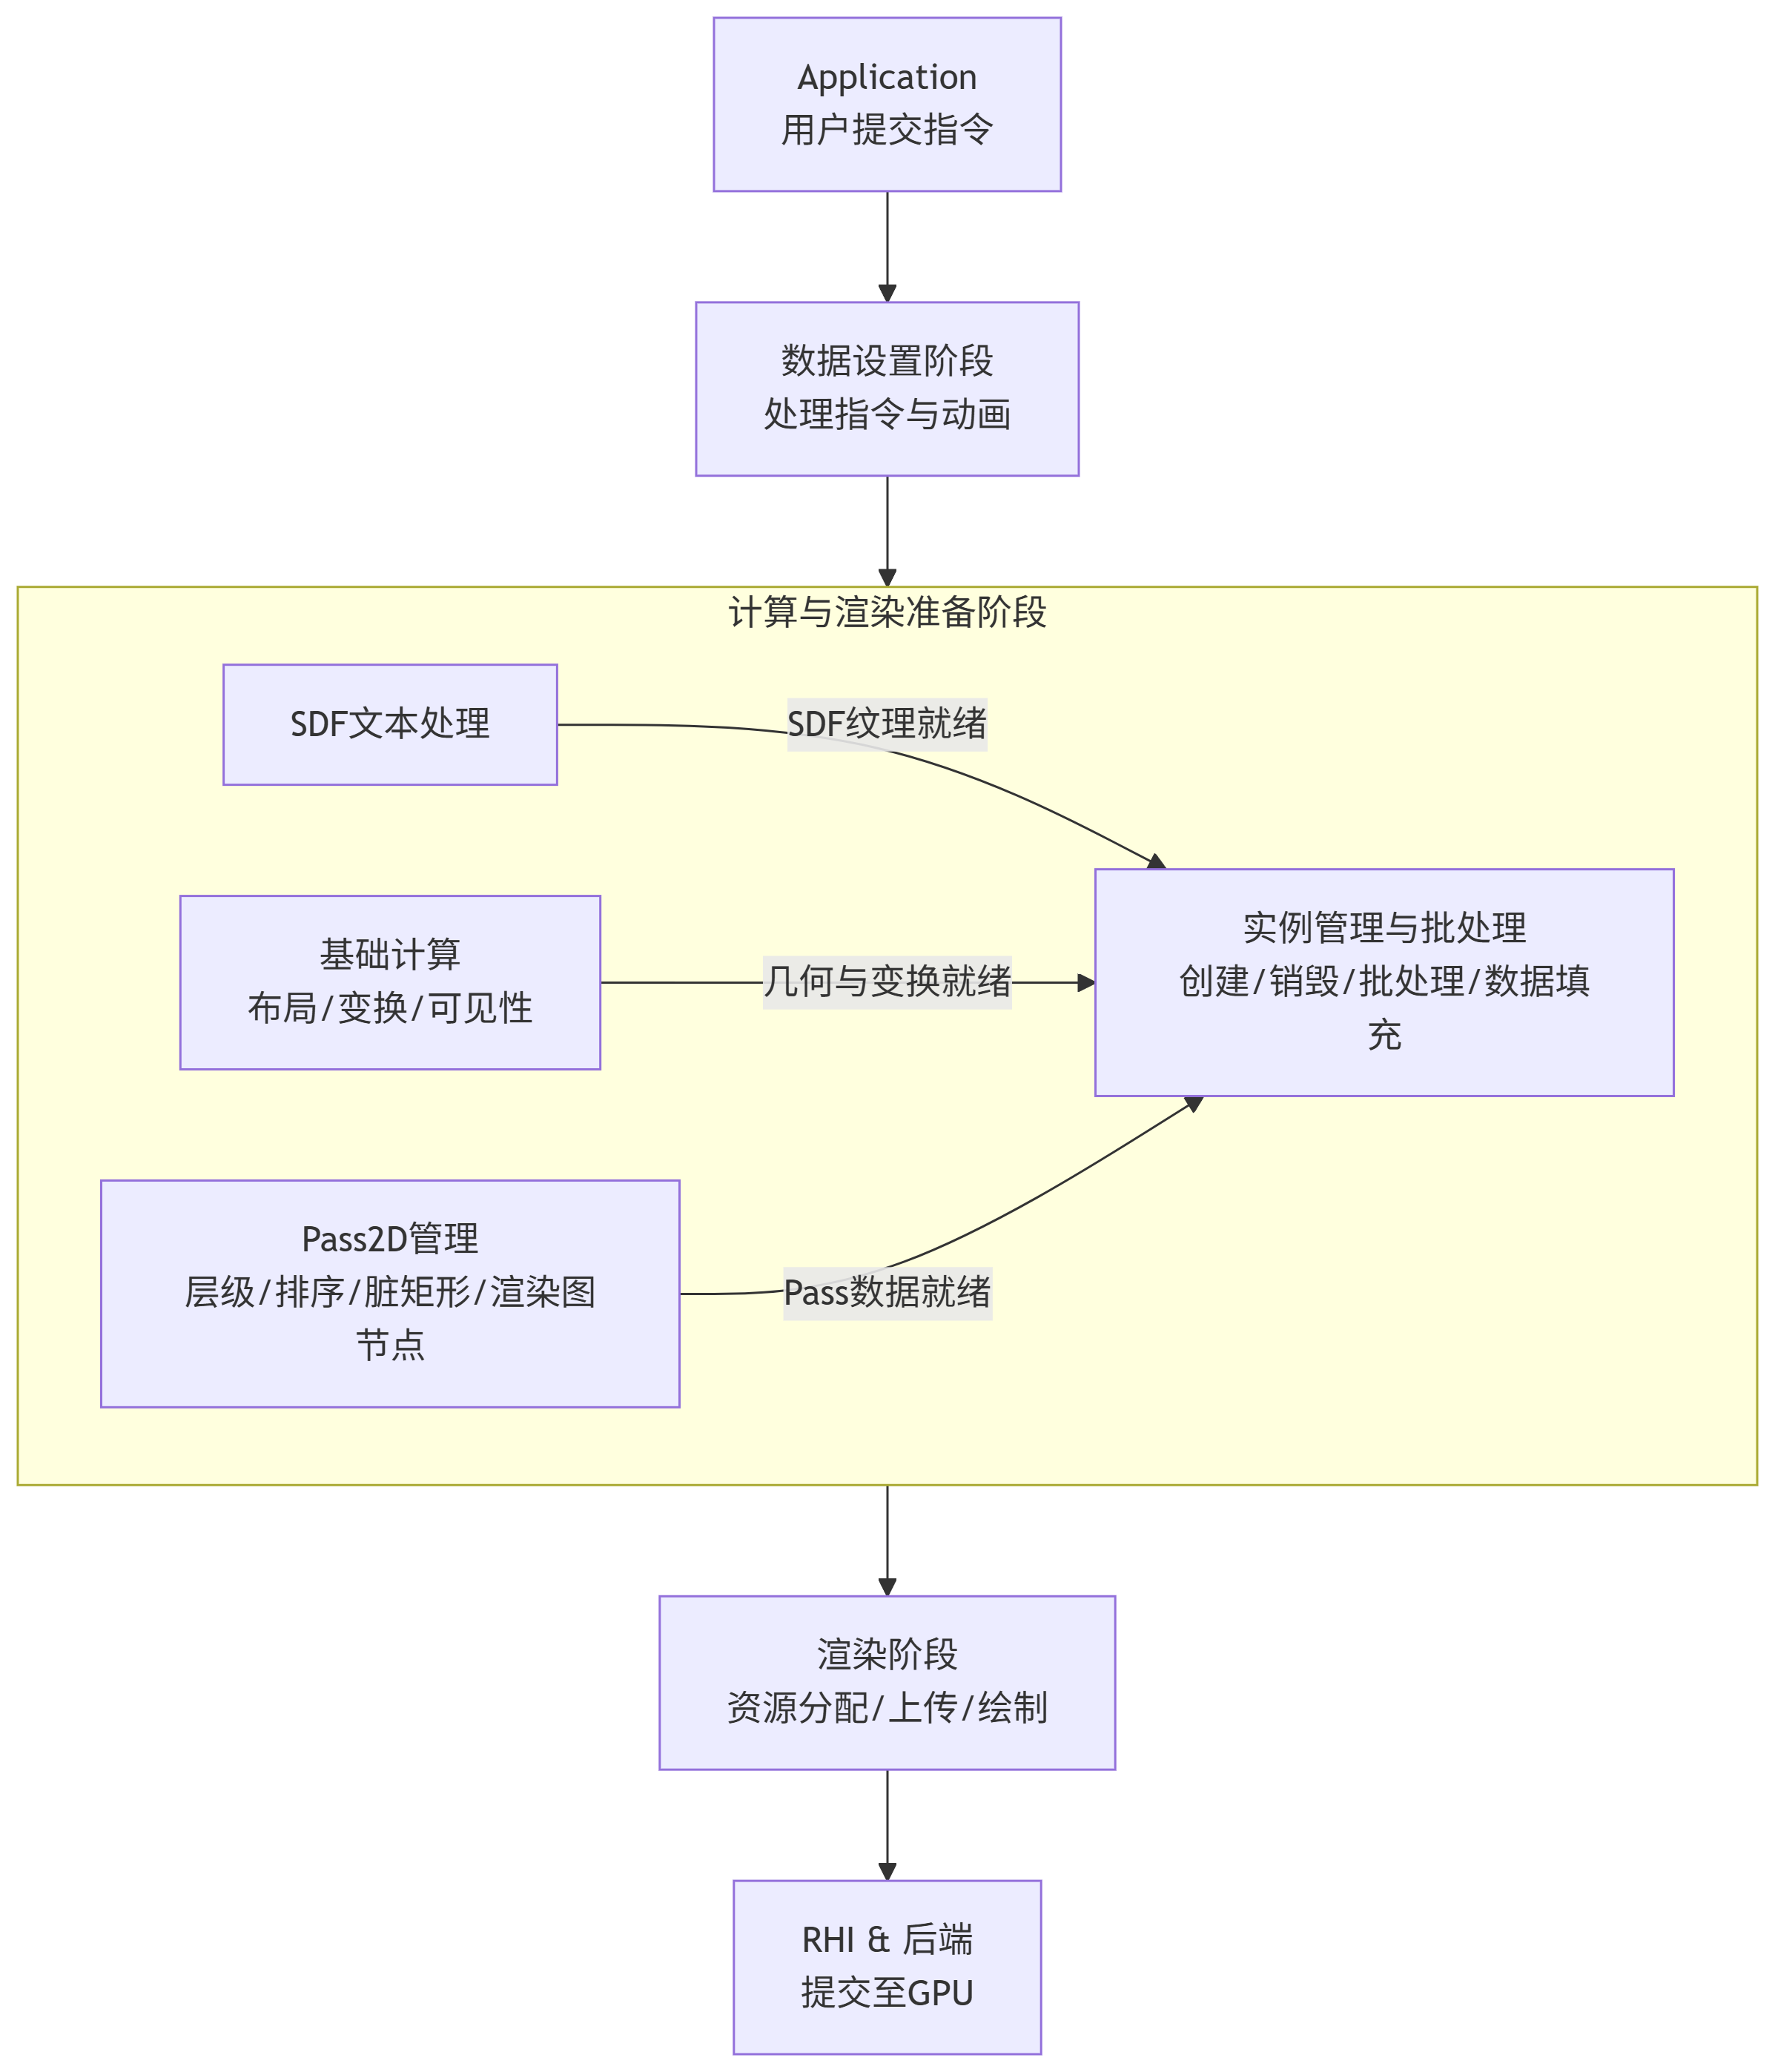 Application
用户提交指令
数据设置阶段
处理指令与动画
计算与渲染准备阶段
SDF文本处理
SDF纹理就绪
基础计算
布局/变换/可见性
几何与变换就绪
实例管理与批处理
创建/销毁/批处理/数据填
充
Pass2D管理
层级/排序/脏矩形/渲染图
节点
Pass数据就绪
渲染阶段
资源分配/上传/绘制
RHI & 后端
提交至GPU